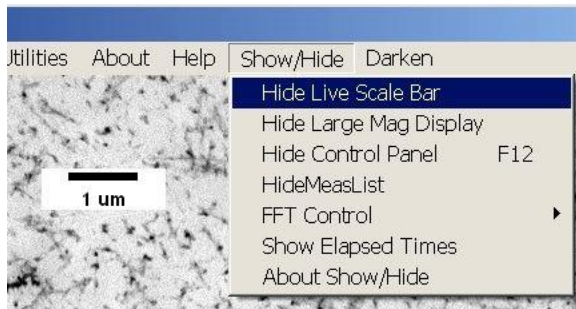 Utilities About Help Show/Hide Darken
Hide Live Scale Bar
Hide Large Mag Display
Hide Control Panel F12
HideMeasList
FFT Control
Show Elapsed Times
About Show/Hide
1 um